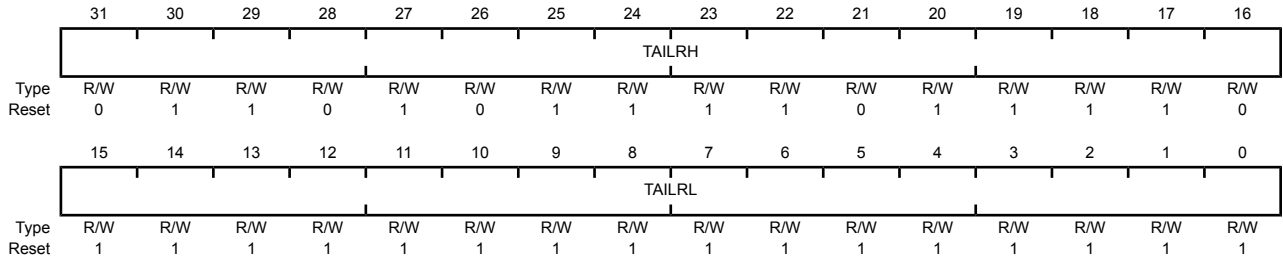 31 30 29 28 27 26 25 24 23 22 21 20 19 18 17 16
TAILRH
Type R/W R/W R/W R/W R/W R/W R/W R/W R/W R/W R/W R/W R/W R/W R/W R/W
Reset 0 1 1 0 1 0 1 1 1 1 0 1 1 1 1 0
15 14 13 12 11 10 9 8 7 6 5 4 3 2 1 0
TAILRL
Type R/W R/W R/W R/W R/W R/W R/W R/W R/W R/W R/W R/W R/W R/W R/W R/W
Reset 1 1 1 1 1 1 1 1 1 1 1 1 1 1 1 1